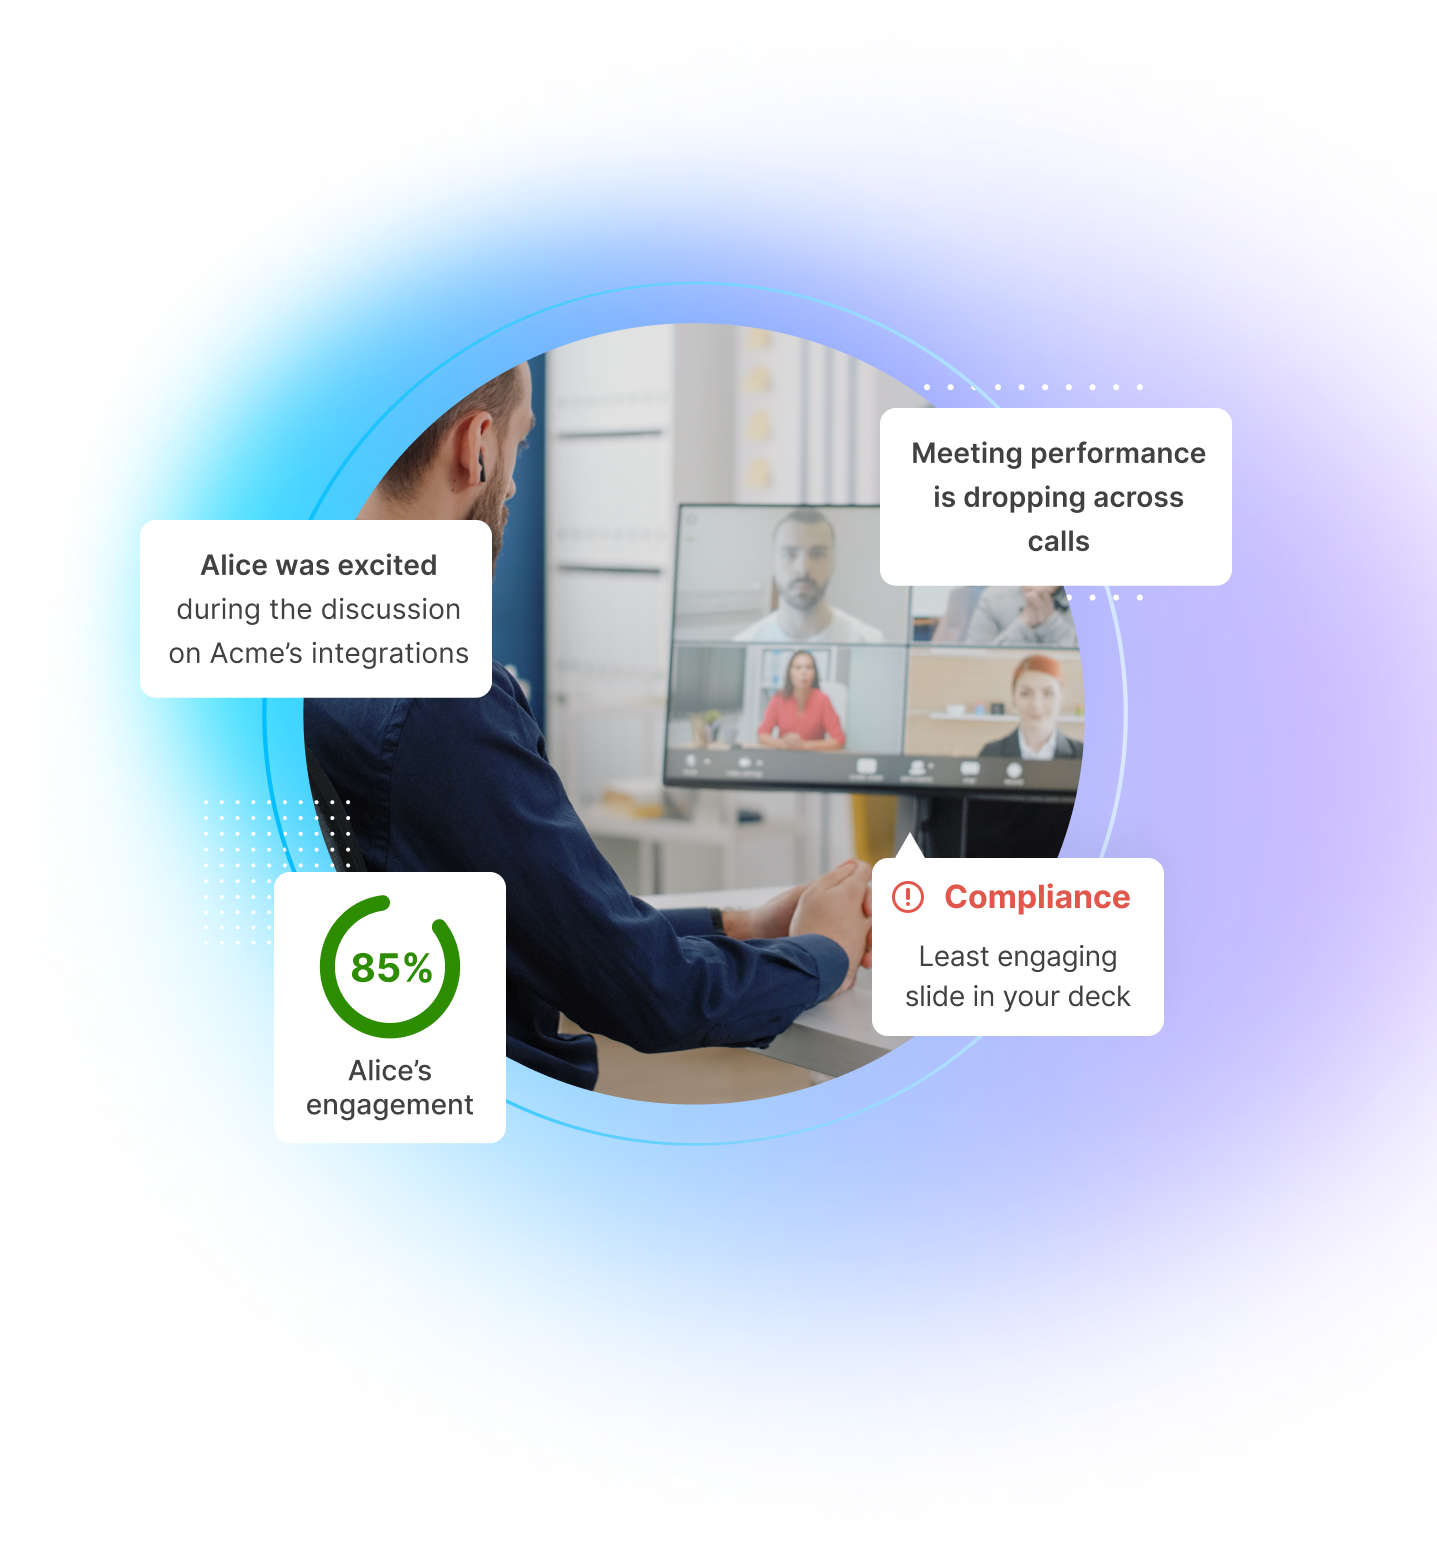 Meeting performance
is dropping across
calls
Alice was excited
during the discussion
on Acme’s integrations
85%
Alice’s
engagement
Compliance
Least engaging
slide in your deck